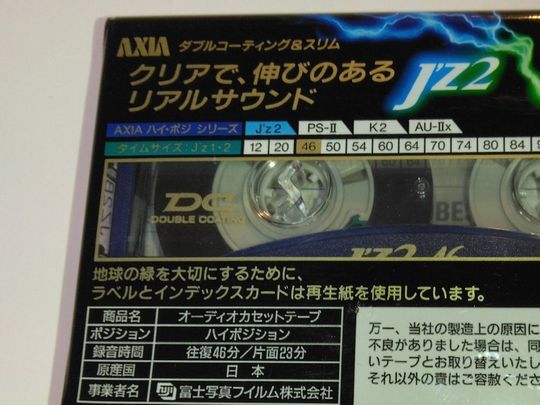 AXIA ダブルコーティング&スリム
クリアで、伸びのある
リアルサウンド
J'z2
AXIA ハイ・ポジ シリーズ J'z2 PS-II K2 AU-IIx
タイムサイズ:J'z1・2 12 20 46 50 54 60 64 70 74 80 84
DC
DOUBLE COATING
BE
J'z2 46
地球の緑を大切にするために、
ラベルとインデックスカードは再生紙を使用しています。
商品名 オーディオカセットテープ
ポジション ハイポジション
録音時間 往復46分/片面23分
原産国 日本
事業者名 FUJI 富士写真フイルム株式会社
万一、当社の製造上の原因に
不良がありました場合は、同
いテープとお取り替えいたし
それ以外の責はご容赦くださ